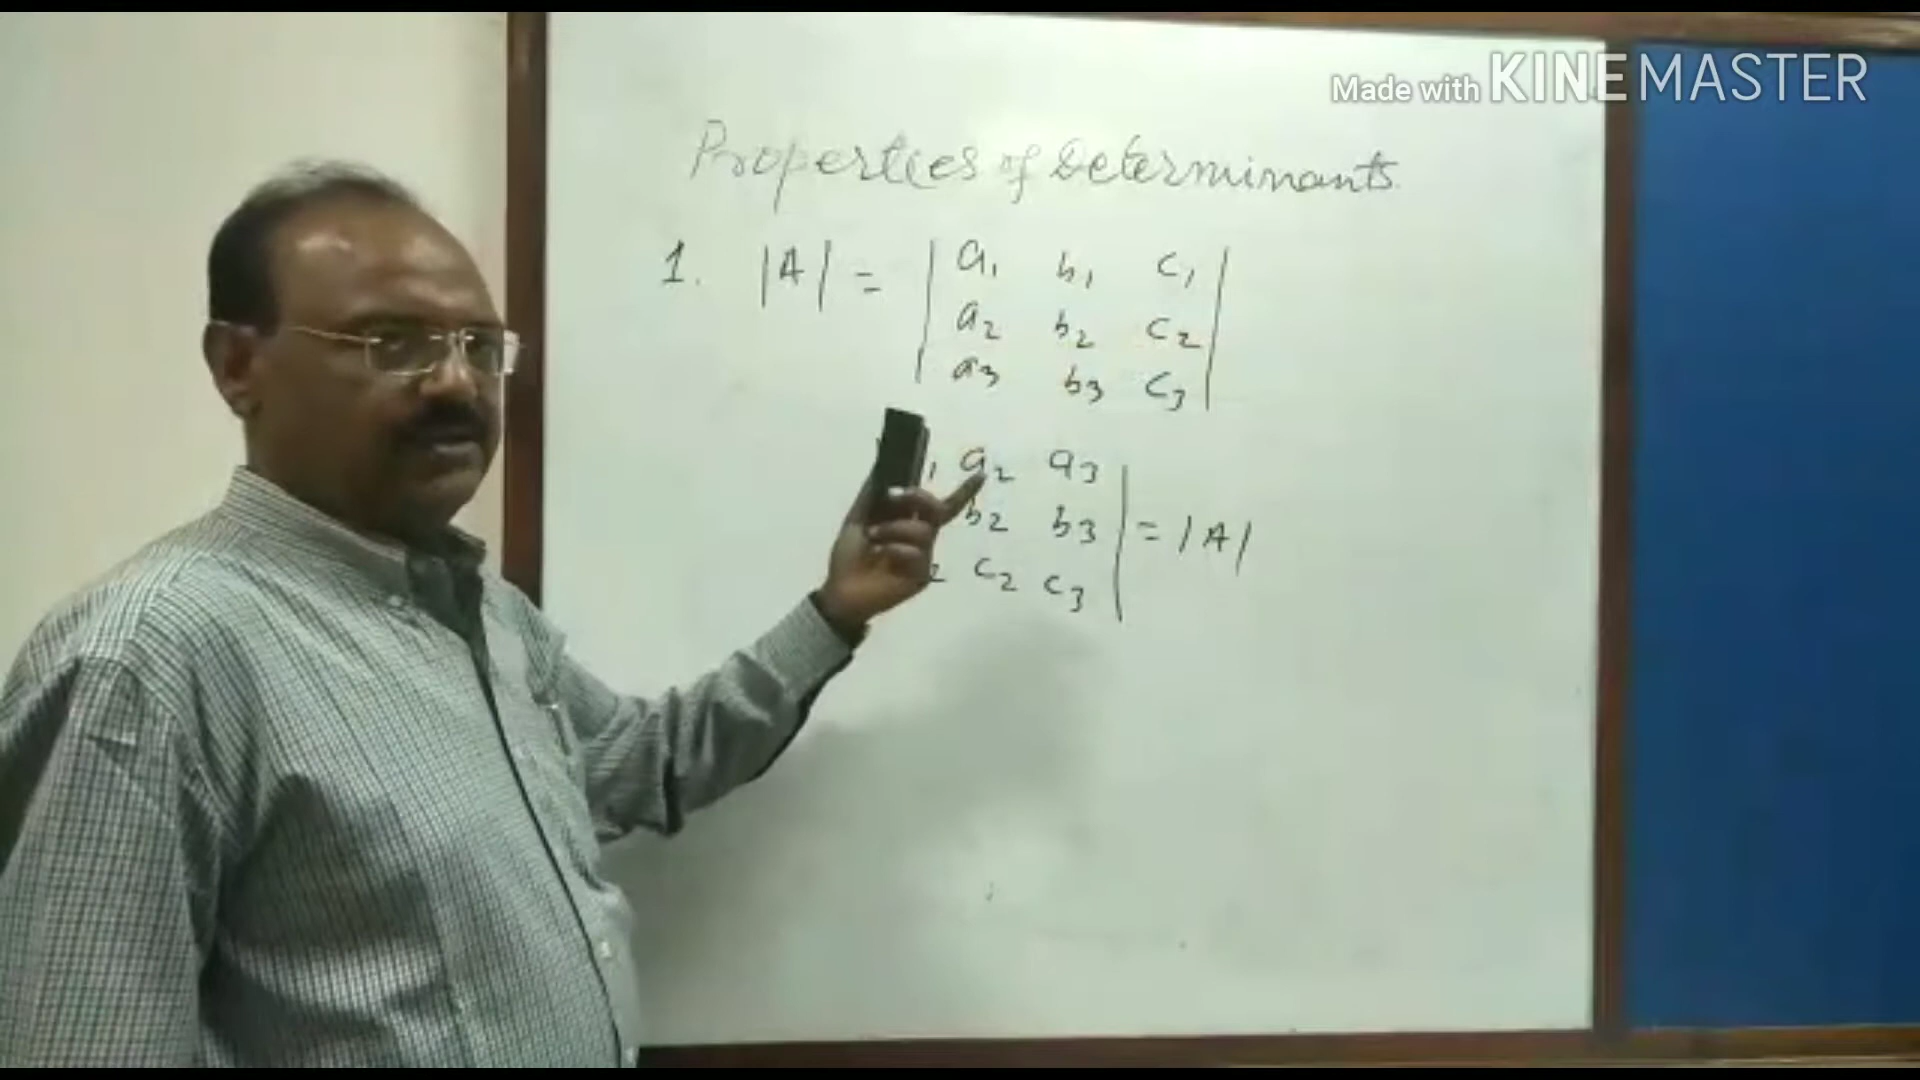 Made with KINEMASTER
Properties of Determinants.
1. |A| = | a1 b1 c1 |
a2 b2 c2
a3 b3 c3
a2 a3
b2 b3 | = |A|
c2 c3